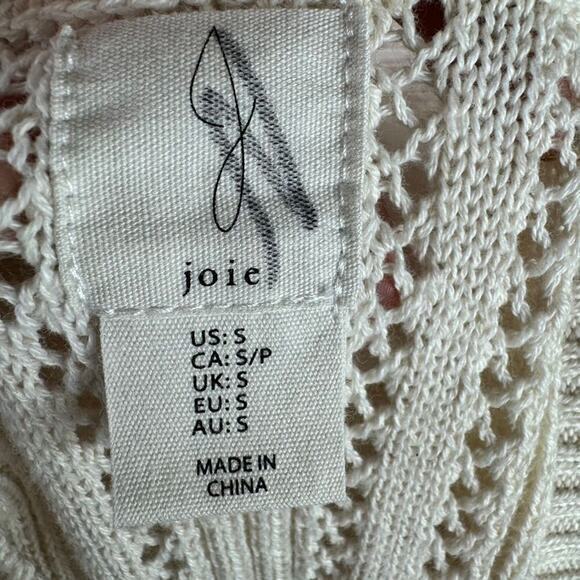 joie
US: S
CA: S/P
UK: S
EU: S
AU: S
MADE IN
CHINA